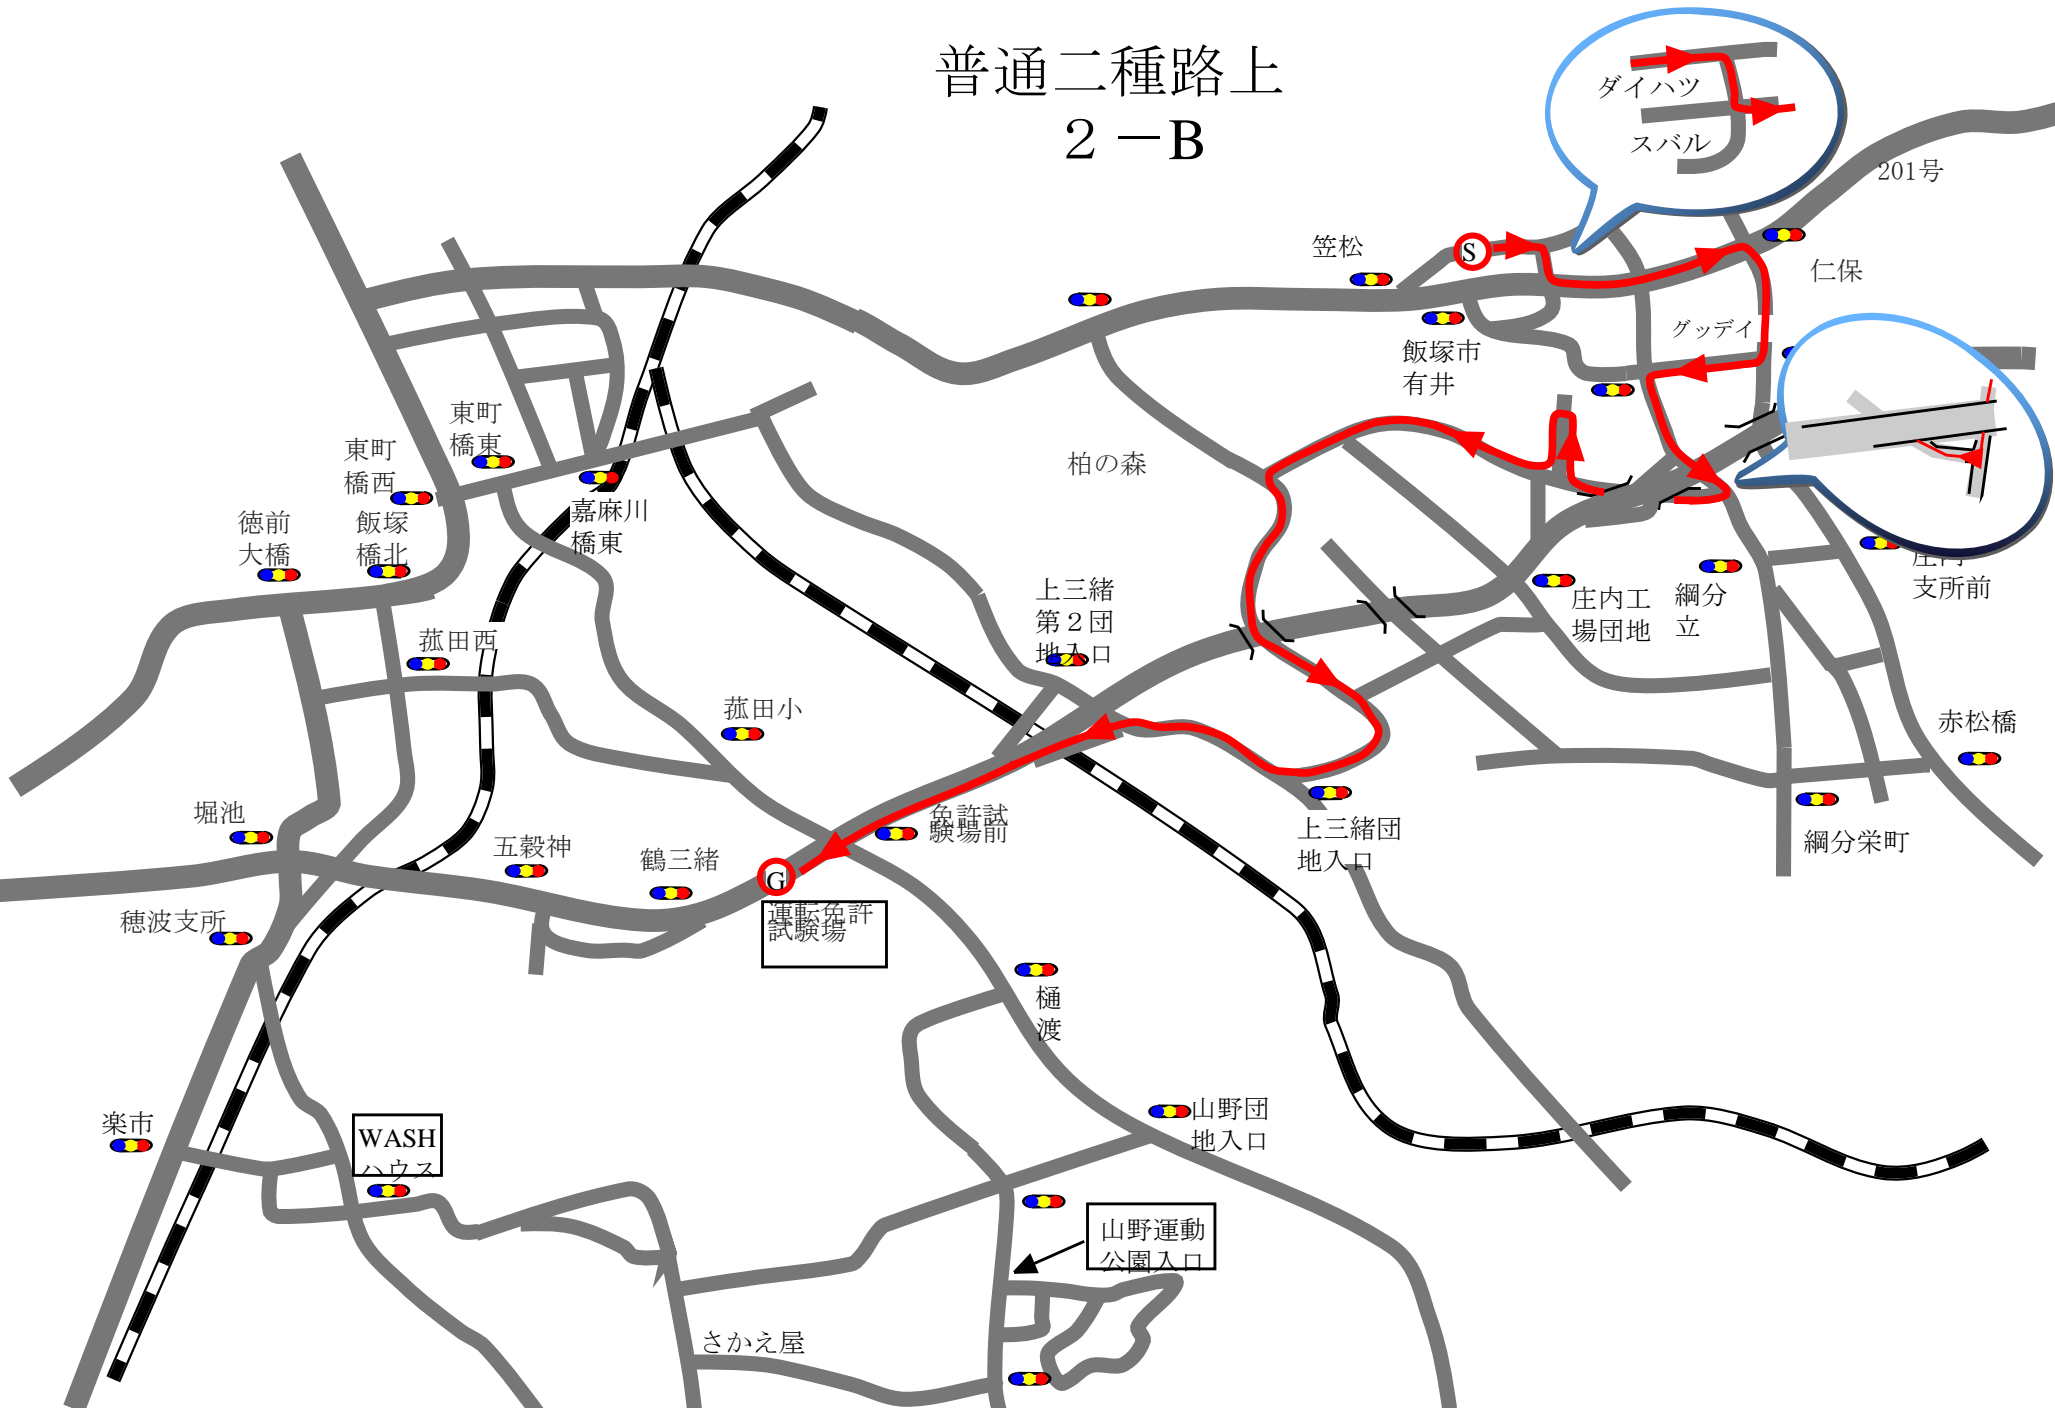 普通二種路上
２－B
ダイハツ
スバル
201号
笠松
S
仁保
グッデイ
飯塚市
有井
東町
橋東
東町
橋西
柏の森
徳前
大橋
飯塚
橋北
嘉麻川
橋東
庄内
支所前
上三緒
第２団
地入口
庄内工
場団地
綱分
立
菰田西
菰田小
赤松橋
堀池
免許試
験場前
上三緒団
地入口
綱分栄町
五穀神
鶴三緒
G
運転免許
試験場
穂波支所
樋
渡
楽市
WASH
ハウス
山野団
地入口
山野運動
公園入口
さかえ屋